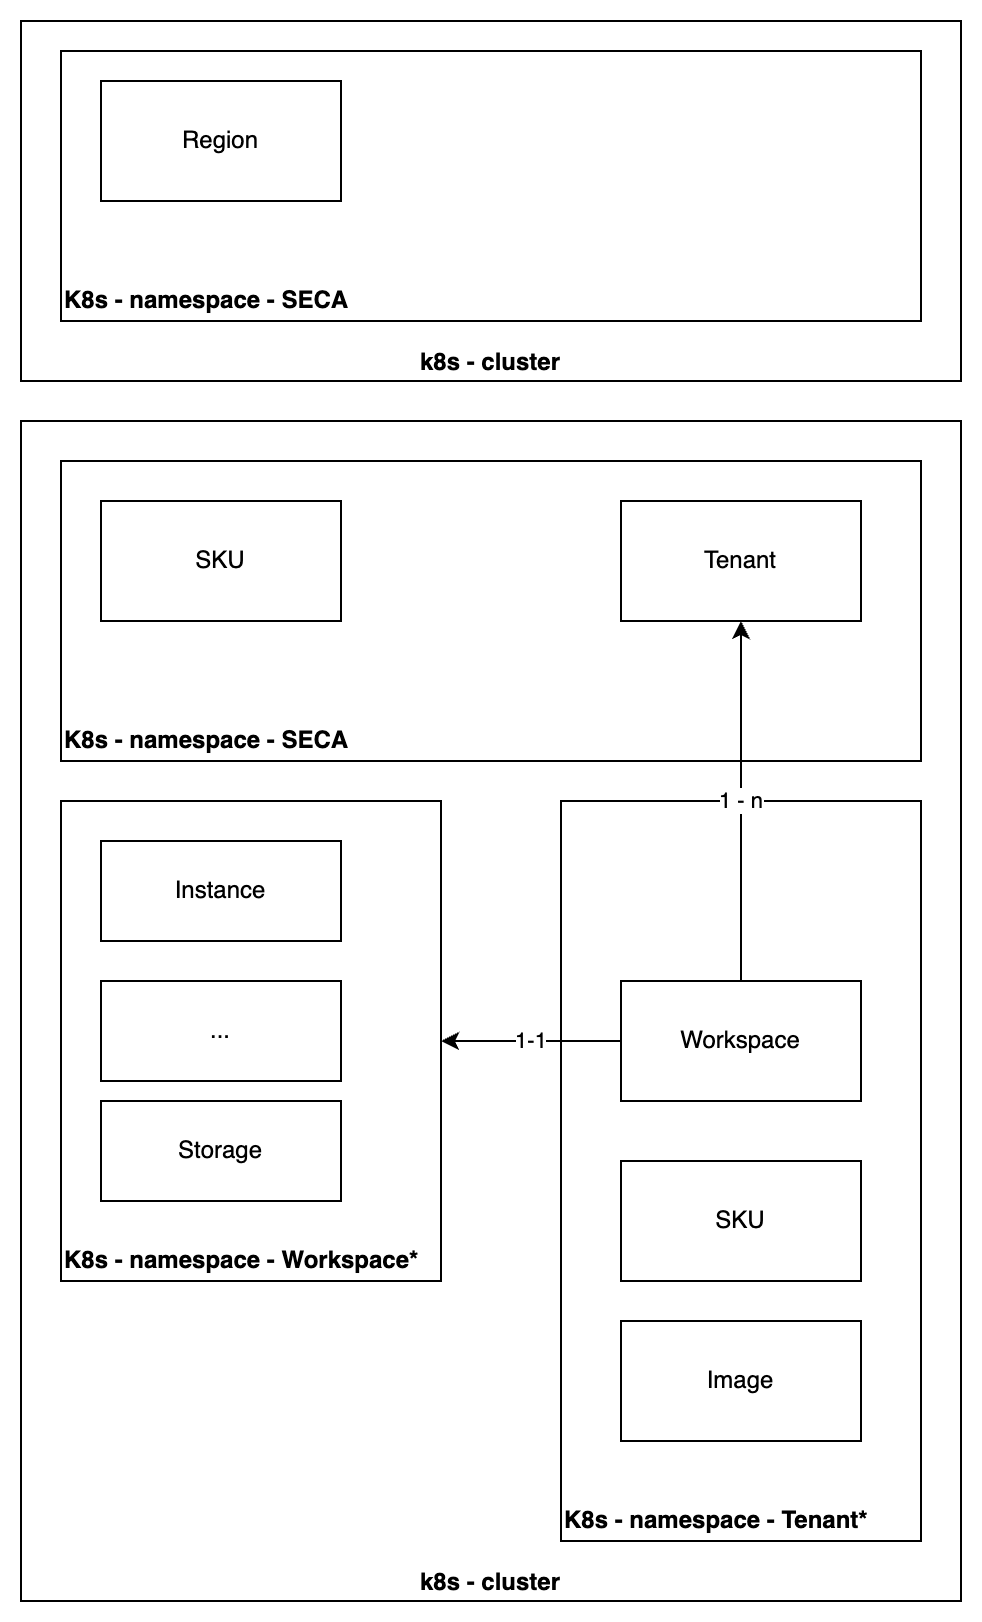 Region
K8s - namespace - SECA
k8s - cluster
SKU
Tenant
K8s - namespace - SECA
1 - n
Instance
...
Storage
K8s - namespace - Workspace*
1-1
Workspace
SKU
Image
K8s - namespace - Tenant*
k8s - cluster